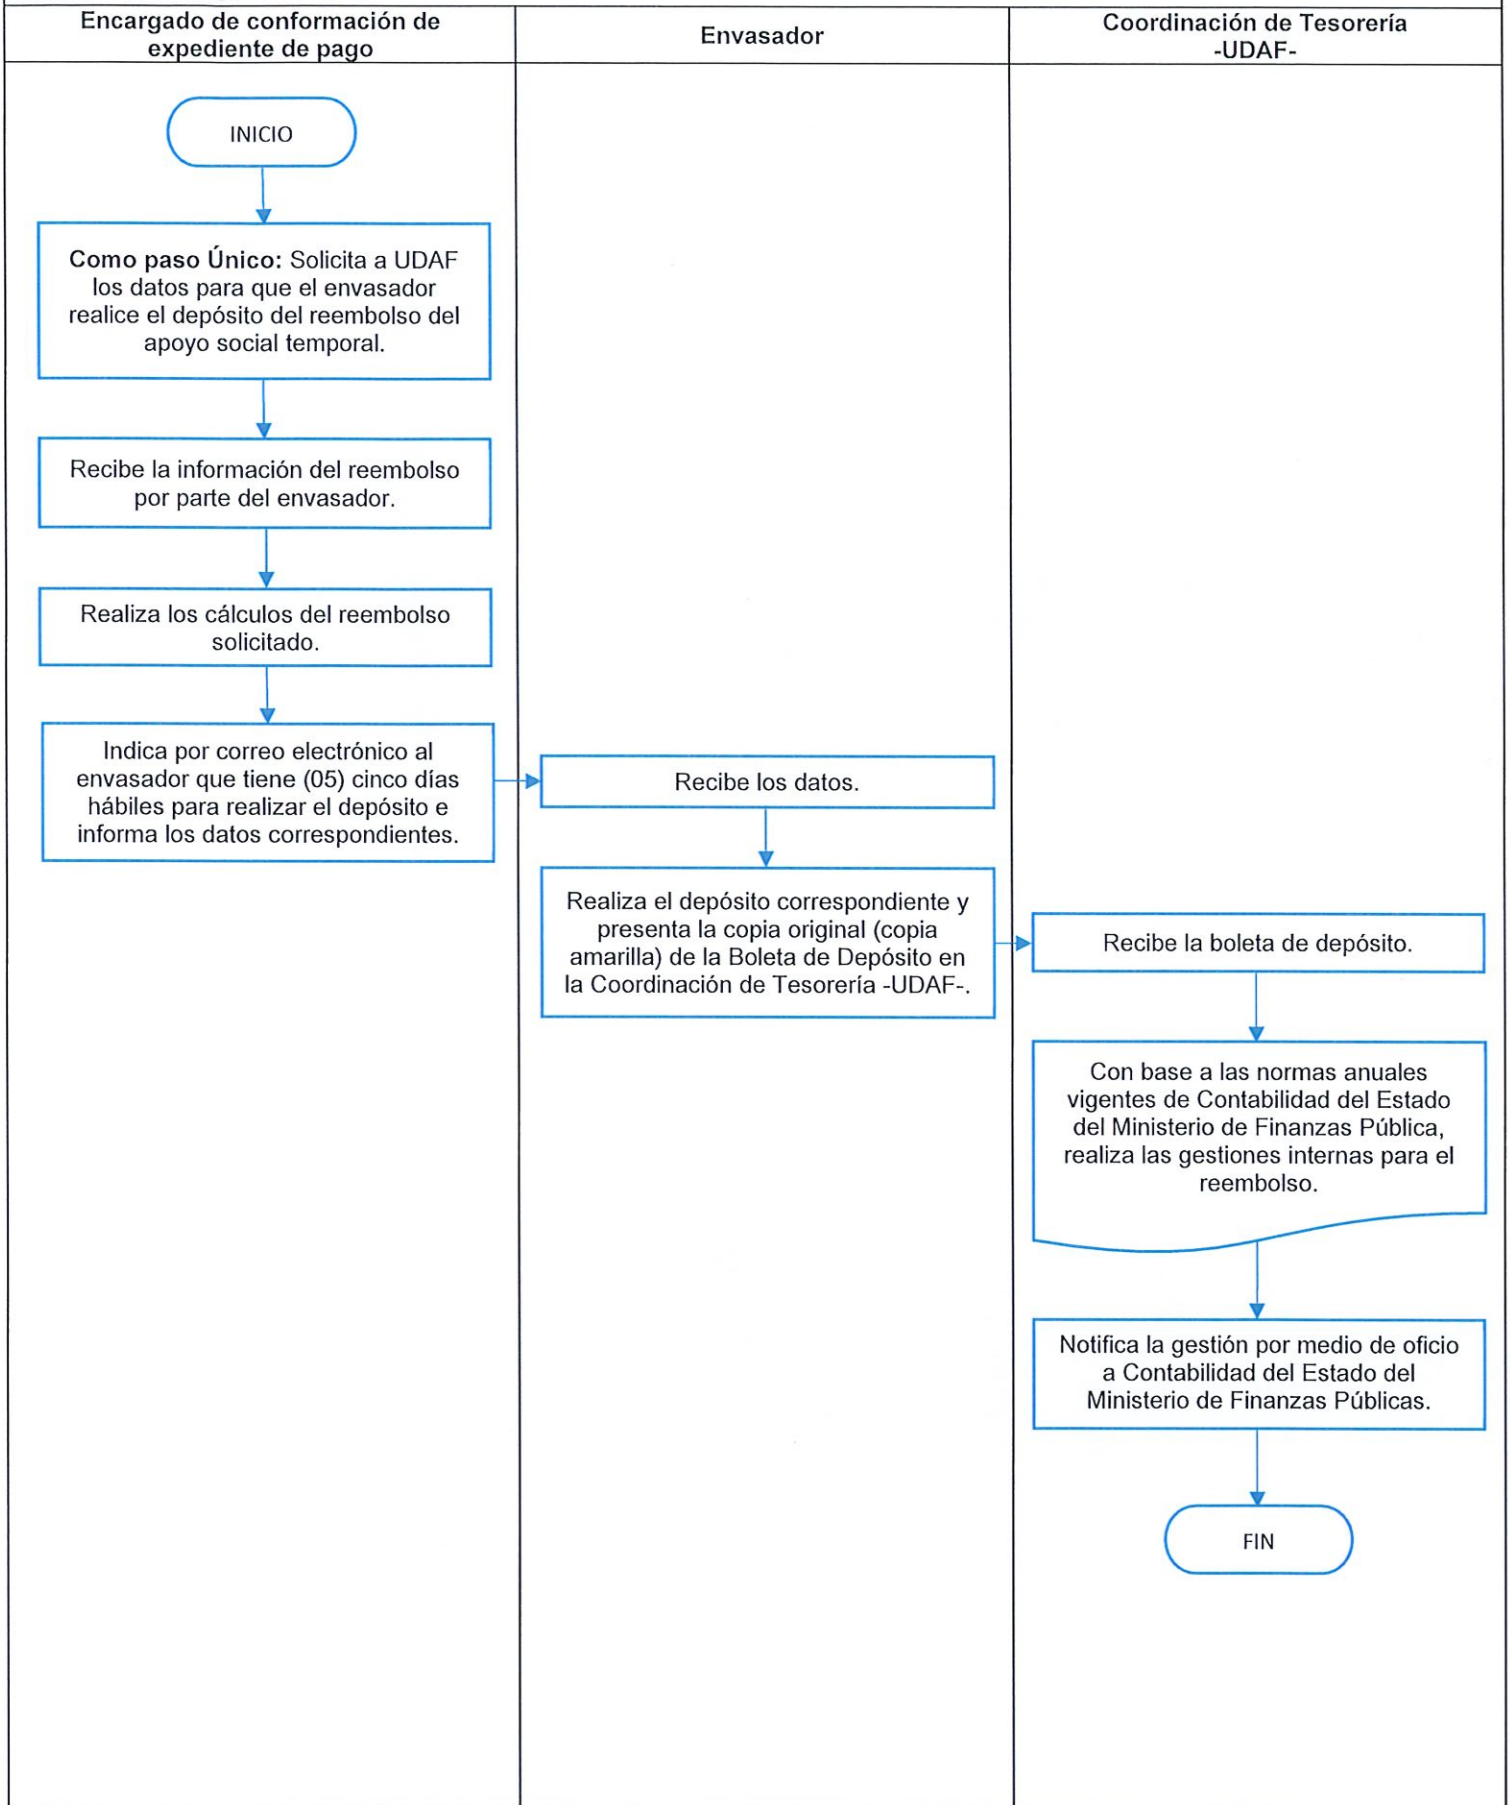 Encargado de conformación de
expediente de pago
Envasador
Coordinación de Tesorería
-UDAF-
INICIO
Como paso Único: Solicita a UDAF
los datos para que el envasador
realice el depósito del reembolso del
apoyo social temporal.
Recibe la información del reembolso
por parte del envasador.
Realiza los cálculos del reembolso
solicitado.
Indica por correo electrónico al
envasador que tiene (05) cinco días
hábiles para realizar el depósito e
informa los datos correspondientes.
Recibe los datos.
Realiza el depósito correspondiente y
presenta la copia original (copia
amarilla) de la Boleta de Depósito en
la Coordinación de Tesorería -UDAF-.
Recibe la boleta de depósito.
Con base a las normas anuales
vigentes de Contabilidad del Estado
del Ministerio de Finanzas Pública,
realiza las gestiones internas para el
reembolso.
Notifica la gestión por medio de oficio
a Contabilidad del Estado del
Ministerio de Finanzas Públicas.
FIN